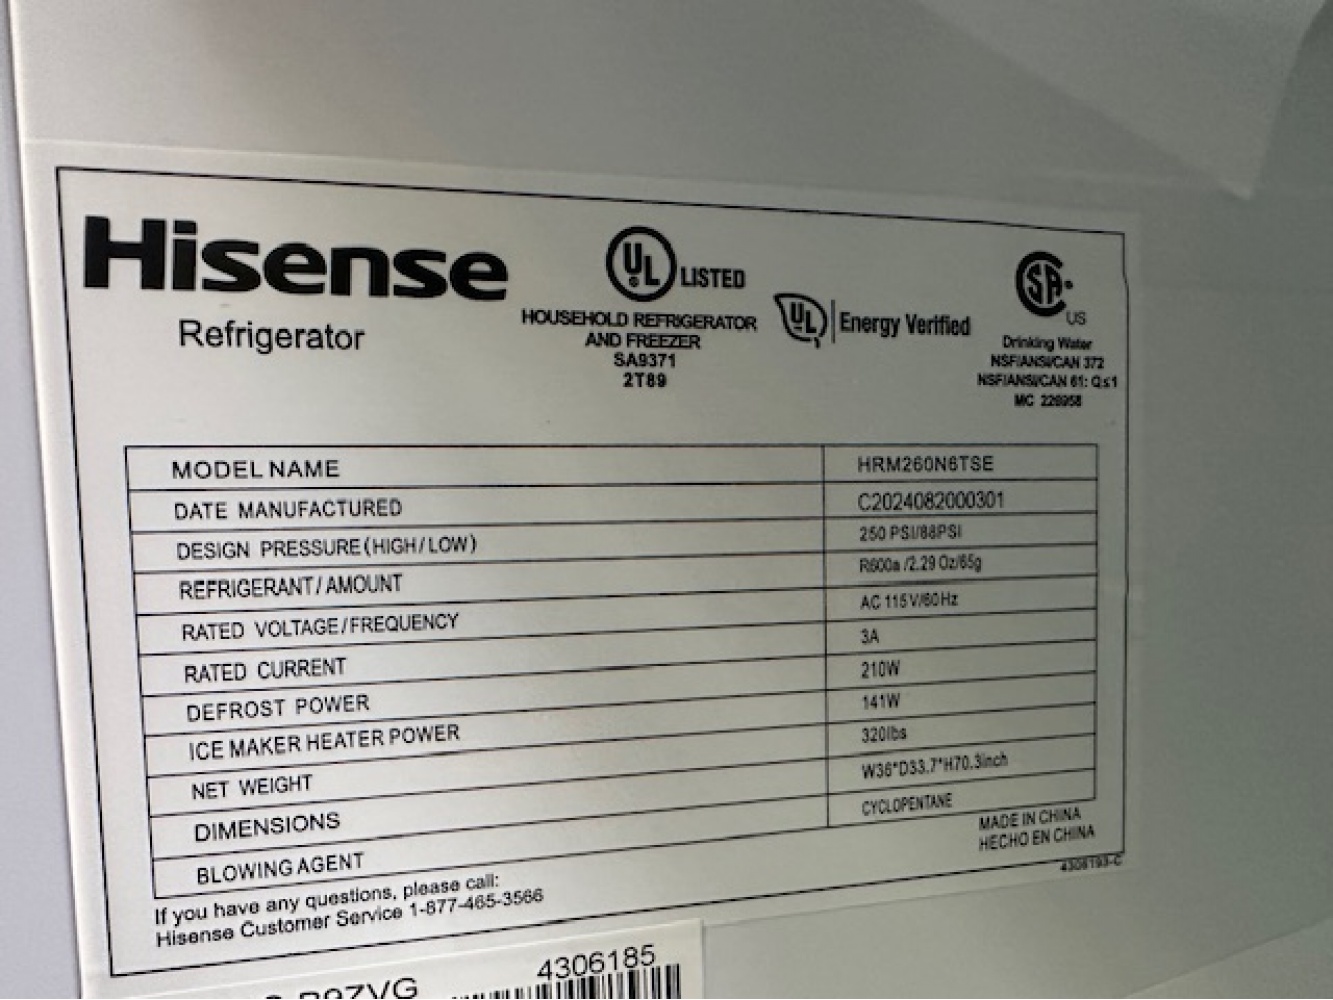 Hisense
Refrigerator
UL LISTED
HOUSEHOLD REFRIGERATOR
AND FREEZER
SA9371
2T89
UL Energy Verified
SA US
Drinking Water
NSF/ANSI/CAN 372
NSF/ANSI/CAN 61: Q≤1
MC 226958
MODEL NAME HRM260N6TSE
DATE MANUFACTURED C2024082000301
DESIGN PRESSURE(HIGH/LOW) 250 PSI/88PSI
REFRIGERANT/AMOUNT R600a /2.29 Oz/65g
RATED VOLTAGE/FREQUENCY AC 115V/60Hz
RATED CURRENT 3A
DEFROST POWER 210W
ICE MAKER HEATER POWER 141W
NET WEIGHT 320lbs
DIMENSIONS W36*D33.7*H70.3inch
BLOWING AGENT CYCLOPENTANE
MADE IN CHINA
HECHO EN CHINA
4306193-C
If you have any questions, please call:
Hisense Customer Service 1-877-465-3566
4306185